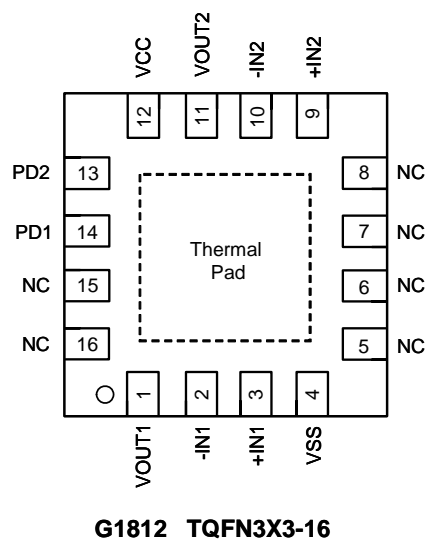 VCC
VOUT2
-IN2
+IN2
12
11
10
9
PD2 13
8 NC
PD1 14
7 NC
NC 15
6 NC
NC 16
5 NC
Thermal
Pad
1
2
3
4
VOUT1
-IN1
+IN1
VSS
G1812 TQFN3X3-16